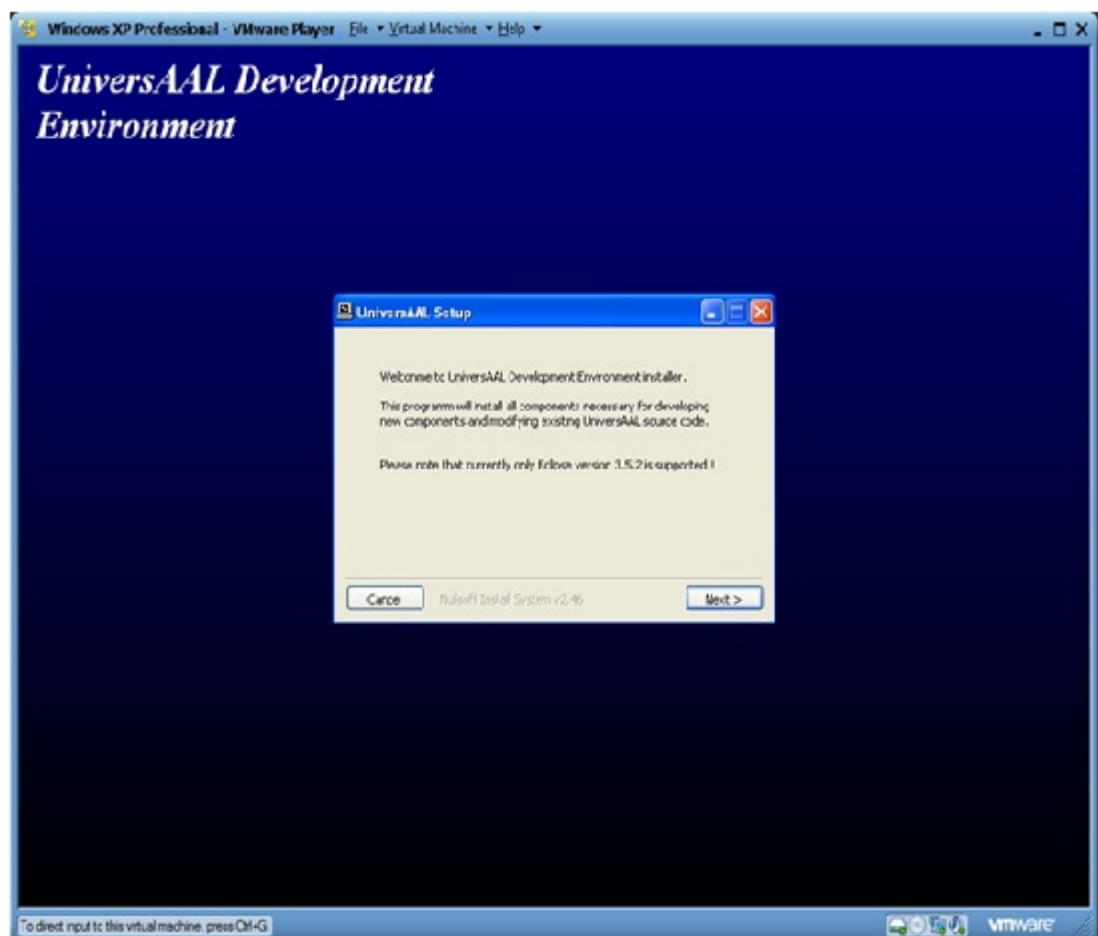 Windows XP Professional - VMware Player File Virtual Machine Help
UniversAAL Development
Environment
UniversAAL Setup
Welcome to UniversAAL Development Environment installer.
This programm will install all components necessary for developing
new components and modifying existing UniversAAL source code.
Please note that currently only Eclipse version 3.5.2 is supported !
Cancel Nullsoft Install System v2.46 Next >
To direct input to this virtual machine, press Ctrl+G.
vmware